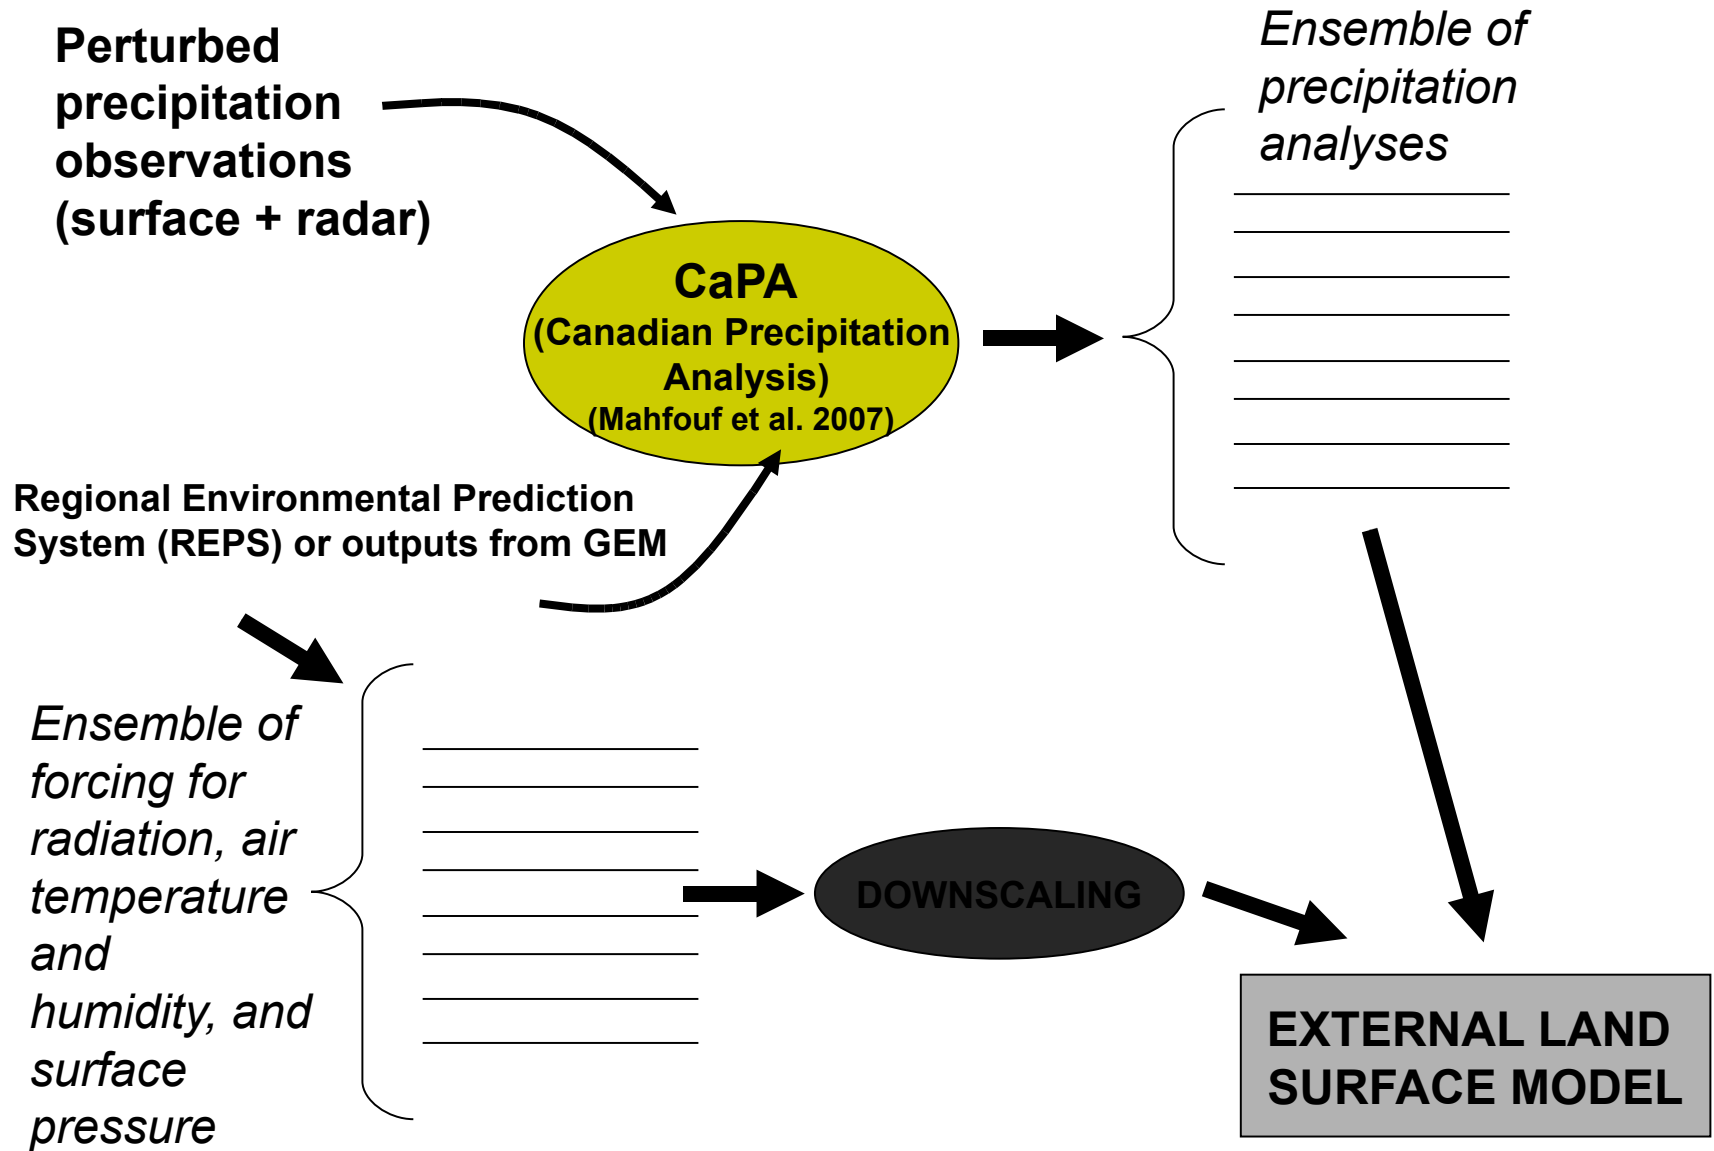 Perturbed
precipitation
observations
(surface + radar)
Ensemble of
precipitation
analyses
CaPA
(Canadian Precipitation
Analysis)
(Mahfouf et al. 2007)
Regional Environmental Prediction
System (REPS) or outputs from GEM
Ensemble of
forcing for
radiation, air
temperature
and
humidity, and
surface
pressure
DOWNSCALING
EXTERNAL LAND
SURFACE MODEL